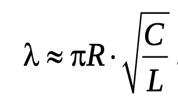 λ ≈ πR · √(C/L) .